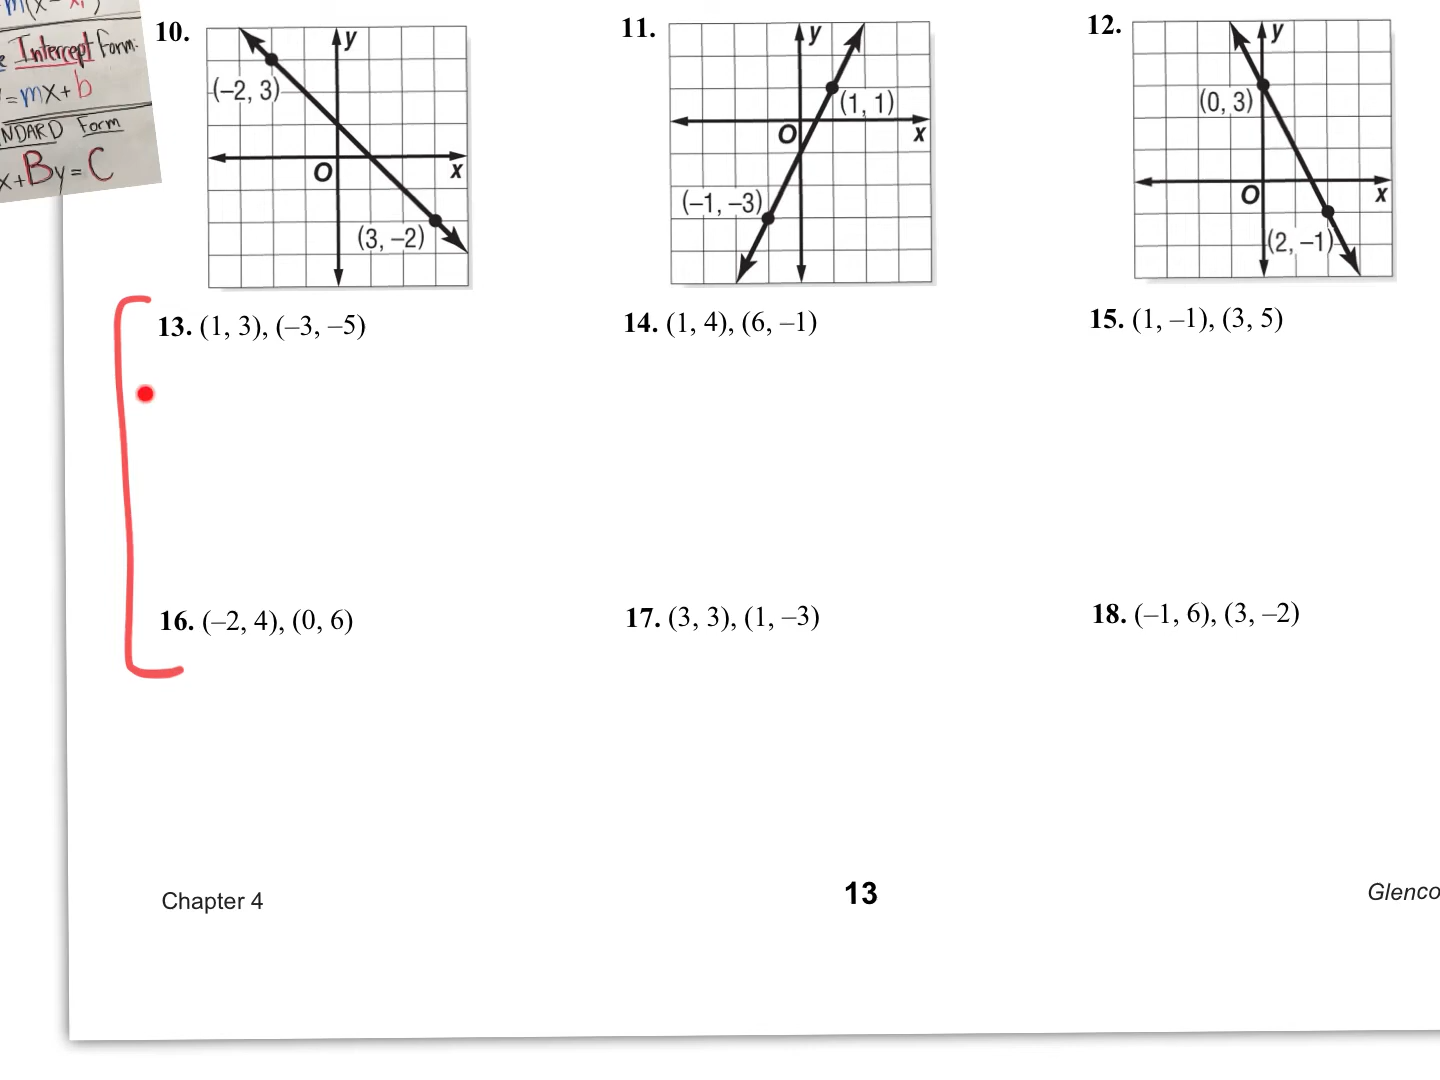 m(x - x₁)
Intercept Form:
=mx+b
NDARD Form
x+By=C
10.
y
(–2, 3)
O
x
(3, –2)
11.
y
(1, 1)
O
x
(–1, –3)
12.
y
(0, 3)
O
x
(2, –1)
13. (1, 3), (–3, –5)
14. (1, 4), (6, –1)
15. (1, –1), (3, 5)
16. (–2, 4), (0, 6)
17. (3, 3), (1, –3)
18. (–1, 6), (3, –2)
Chapter 4
13
Glenco